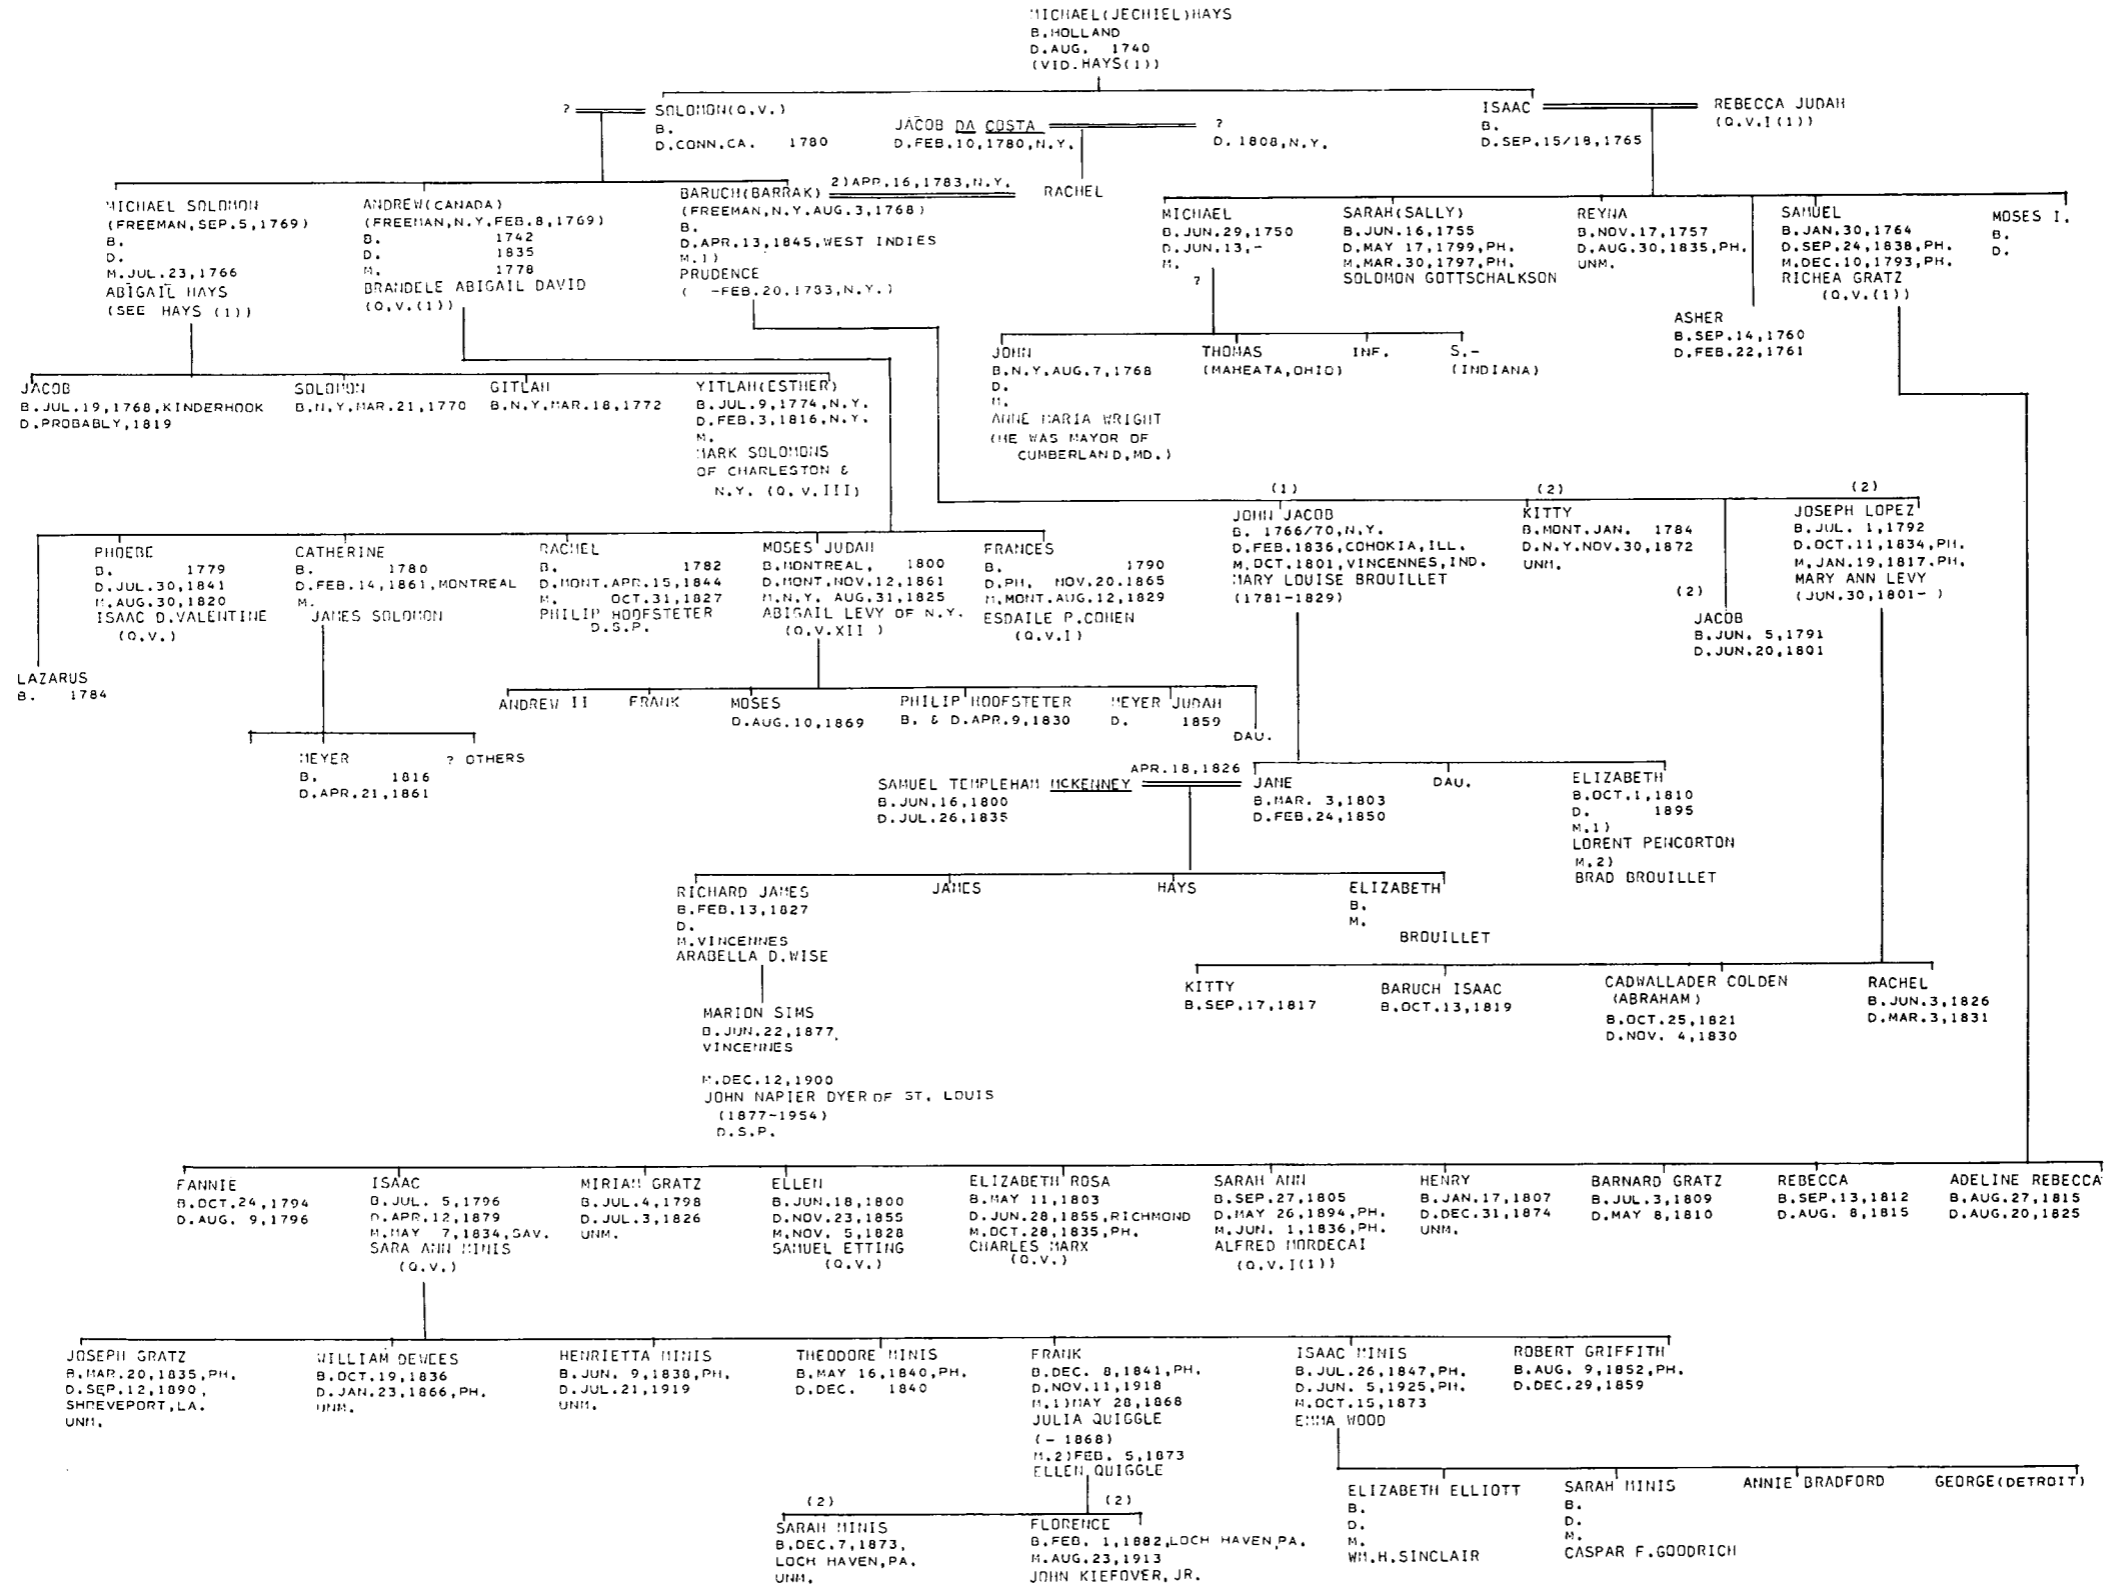 MICHAEL(JECHIEL)HAYS
B.HOLLAND
D.AUG. 1740
(VID.HAYS(1))
?
SOLOMON(Q.V.)
B.
D.CONN.CA. 1780
JACOB DA COSTA
D.FEB.10,1780,N.Y.
?
D. 1808,N.Y.
ISAAC
B.
D.SEP.15/18,1765
REBECCA JUDAH
(Q.V.I(1))
MICHAEL SOLOMON
(FREEMAN,SEP.5,1769)
B.
D.
M.JUL.23,1766
ABIGAIL HAYS
(SEE HAYS (1))
ANDREW(CANADA)
(FREEMAN,N.Y.FEB.8,1769)
B. 1742
D. 1835
M. 1778
BRANDELE ABIGAIL DAVID
(Q.V.(1))
BARUCH(BARRAK)
(FREEMAN,N.Y.AUG.3,1768)
B.
D.APR.13,1845,WEST INDIES
M.1)
PRUDENCE
( -FEB.20,1783,N.Y.)
2)APR.16,1783,N.Y.
RACHEL
MICHAEL
B.JUN.29,1750
D.JUN.13,-
M.
?
SARAH(SALLY)
B.JUN.16,1755
D.MAY 17,1799,PH.
M.MAR.30,1797,PH.
SOLOMON GOTTSCHALKSON
REYNA
B.NOV.17,1757
D.AUG.30,1835,PH.
UNM.
SAMUEL
B.JAN.30,1764
D.SEP.24,1838,PH.
M.DEC.10,1793,PH.
RICHEA GRATZ
(Q.V.(1))
MOSES I.
B.
D.
ASHER
B.SEP.14,1760
D.FEB.22,1761
JACOB
B.JUL.19,1768,KINDERHOOK
D.PROBABLY,1819
SOLOMON
B.N.Y.MAR.21,1770
GITLAH
B.N.Y.MAR.18,1772
YITLAH(ESTHER)
B.JUL.9,1774,N.Y.
D.FEB.3,1816,N.Y.
M.
MARK SOLOMONS
OF CHARLESTON &
N.Y. (Q.V.III)
JOHN
B.N.Y.AUG.7,1768
D.
M.
ANNE MARIA WRIGHT
(HE WAS MAYOR OF
CUMBERLAND,MD.)
THOMAS
(MAHEATA,OHIO)
INF.
S.-
(INDIANA)
LAZARUS
B. 1784
PHOEBE
B. 1779
D.JUL.30,1841
M.AUG.30,1820
ISAAC D.VALENTINE
(Q.V.)
CATHERINE
B. 1780
D.FEB.14,1861,MONTREAL
M.
JAMES SOLOMON
RACHEL
B. 1782
D.MONT.APR.15,1844
M. OCT.31,1827
PHILIP HOOFSTETER
D.S.P.
MOSES JUDAH
B.MONTREAL, 1800
D.MONT.NOV.12,1861
M.N.Y. AUG.31,1825
ABIGAIL LEVY OF N.Y.
(Q.V.XII )
FRANCES
B. 1790
D.PH. NOV.20.1865
M.MONT.AUG.12,1829
ESDAILE P.COHEN
(Q.V.I)
(1)
JOHN JACOB
B. 1766/70,N.Y.
D.FEB.1836,COHOKIA,ILL.
M.OCT.1801,VINCENNES,IND.
MARY LOUISE BROUILLET
(1781-1829)
(2)
KITTY
B.MONT.JAN. 1784
D.N.Y.NOV.30,1872
UNM.
(2)
JACOB
B.JUN. 5,1791
D.JUN.20,1801
(2)
JOSEPH LOPEZ
B.JUL. 1,1792
D.OCT.11,1834,PH.
M.JAN.19,1817,PH.
MARY ANN LEVY
(JUN.30,1801- )
ANDREW II
FRANK
MOSES
D.AUG.10,1869
PHILIP HOOFSTETER
B. & D.APR.9,1830
MEYER JUDAH
D. 1859
DAU.
MEYER
B. 1816
D.APR.21,1861
? OTHERS
SAMUEL TEMPLEHAM MCKENNEY
B.JUN.16,1800
D.JUL.26,1835
APR.18,1826
JANE
B.MAR. 3,1803
D.FEB.24,1850
DAU.
ELIZABETH
B.OCT.1,1810
D. 1895
M.1)
LORENT PENCORTON
M.2)
BRAD BROUILLET
RICHARD JAMES
B.FEB.13,1827
D.
M.VINCENNES
ARABELLA D.WISE
JAMES
HAYS
ELIZABETH
B.
M.
BROUILLET
MARION SIMS
B.JUN.22,1877,
VINCENNES
M.DEC.12,1900
JOHN NAPIER DYER OF ST. LOUIS
(1877-1954)
D.S.P.
KITTY
B.SEP.17,1817
BARUCH ISAAC
B.OCT.13,1819
CADWALLADER COLDEN
(ABRAHAM)
B.OCT.25,1821
D.NOV. 4,1830
RACHEL
B.JUN.3,1826
D.MAR.3,1831
FANNIE
B.OCT.24,1794
D.AUG. 9,1796
ISAAC
B.JUL. 5,1796
D.APR.12,1879
M.MAY 7,1834,SAV.
SARA ANN MINIS
(Q.V.)
MIRIAM GRATZ
B.JUL.4,1798
D.JUL.3,1826
UNM.
ELLEN
B.JUN.18,1800
D.NOV.23,1855
M.NOV. 5,1828
SAMUEL ETTING
(Q.V.)
ELIZABETH ROSA
B.MAY 11,1803
D.JUN.28,1855,RICHMOND
M.OCT.28,1835,PH.
CHARLES MARX
(Q.V.)
SARAH ANN
B.SEP.27,1805
D.MAY 26,1894,PH.
M.JUN. 1,1836,PH.
ALFRED MORDECAI
(Q.V.I(1))
HENRY
B.JAN.17,1807
D.DEC.31,1874
UNM.
BARNARD GRATZ
B.JUL.3,1809
D.MAY 8,1810
REBECCA
B.SEP.13,1812
D.AUG. 8,1815
ADELINE REBECCA
B.AUG.27,1815
D.AUG.20,1825
JOSEPH GRATZ
B.MAR.20,1835,PH.
D.SEP.12,1890,
SHREVEPORT,LA.
UNM.
WILLIAM DEWEES
B.OCT.19,1836
D.JAN.23,1866,PH.
UNM.
HENRIETTA MINIS
B.JUN. 9,1838,PH.
D.JUL.21,1919
UNM.
THEODORE MINIS
B.MAY 16,1840,PH.
D.DEC. 1840
FRANK
B.DEC. 8,1841,PH.
D.NOV.11,1918
M.1)MAY 28,1868
JULIA QUIGGLE
(- 1868)
M.2)FEB. 5,1873
ELLEN QUIGGLE
ISAAC MINIS
B.JUL.26,1847,PH.
D.JUN. 5,1925,PH.
M.OCT.15,1873
EMMA WOOD
ROBERT GRIFFITH
B.AUG. 9,1852,PH.
D.DEC.29,1859
(2)
SARAH MINIS
B.DEC.7,1873,
LOCH HAVEN,PA.
UNM.
(2)
FLORENCE
B.FEB. 1,1882,LOCH HAVEN,PA.
M.AUG.23,1913
JOHN KIEFOVER,JR.
ELIZABETH ELLIOTT
B.
D.
M.
WM.H.SINCLAIR
SARAH MINIS
B.
D.
M.
CASPAR F.GOODRICH
ANNIE BRADFORD
GEORGE(DETROIT)